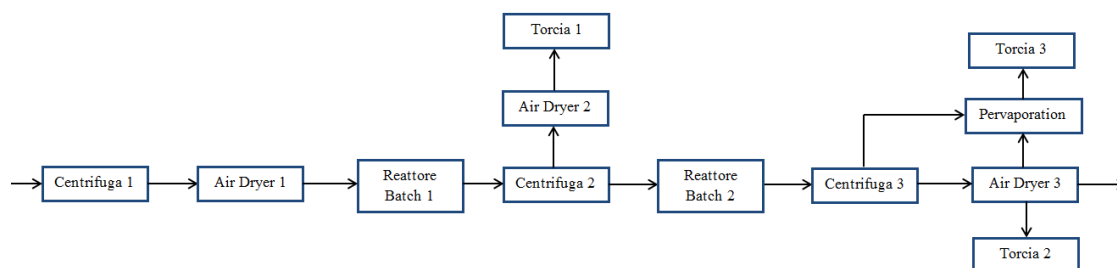 Torcia 1
Torcia 3
Air Dryer 2
Pervaporation
Centrifuga 1
Air Dryer 1
Reattore
Batch 1
Centrifuga 2
Reattore
Batch 2
Centrifuga 3
Air Dryer 3
Torcia 2